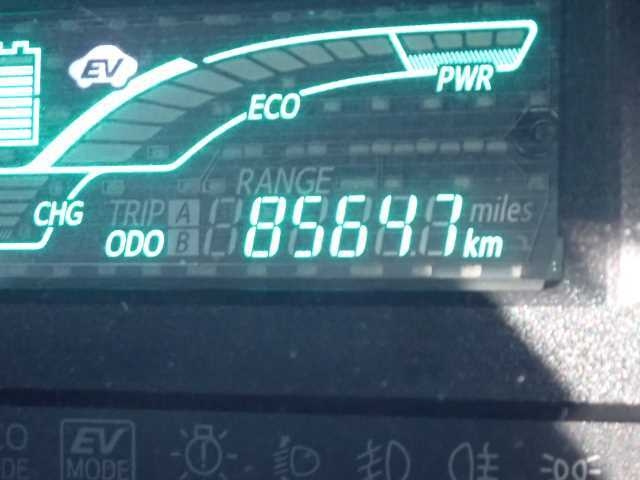 EV
PWR
ECO
RANGE
CHG
TRIP A
miles
ODO B
85647 km
EV
MODE